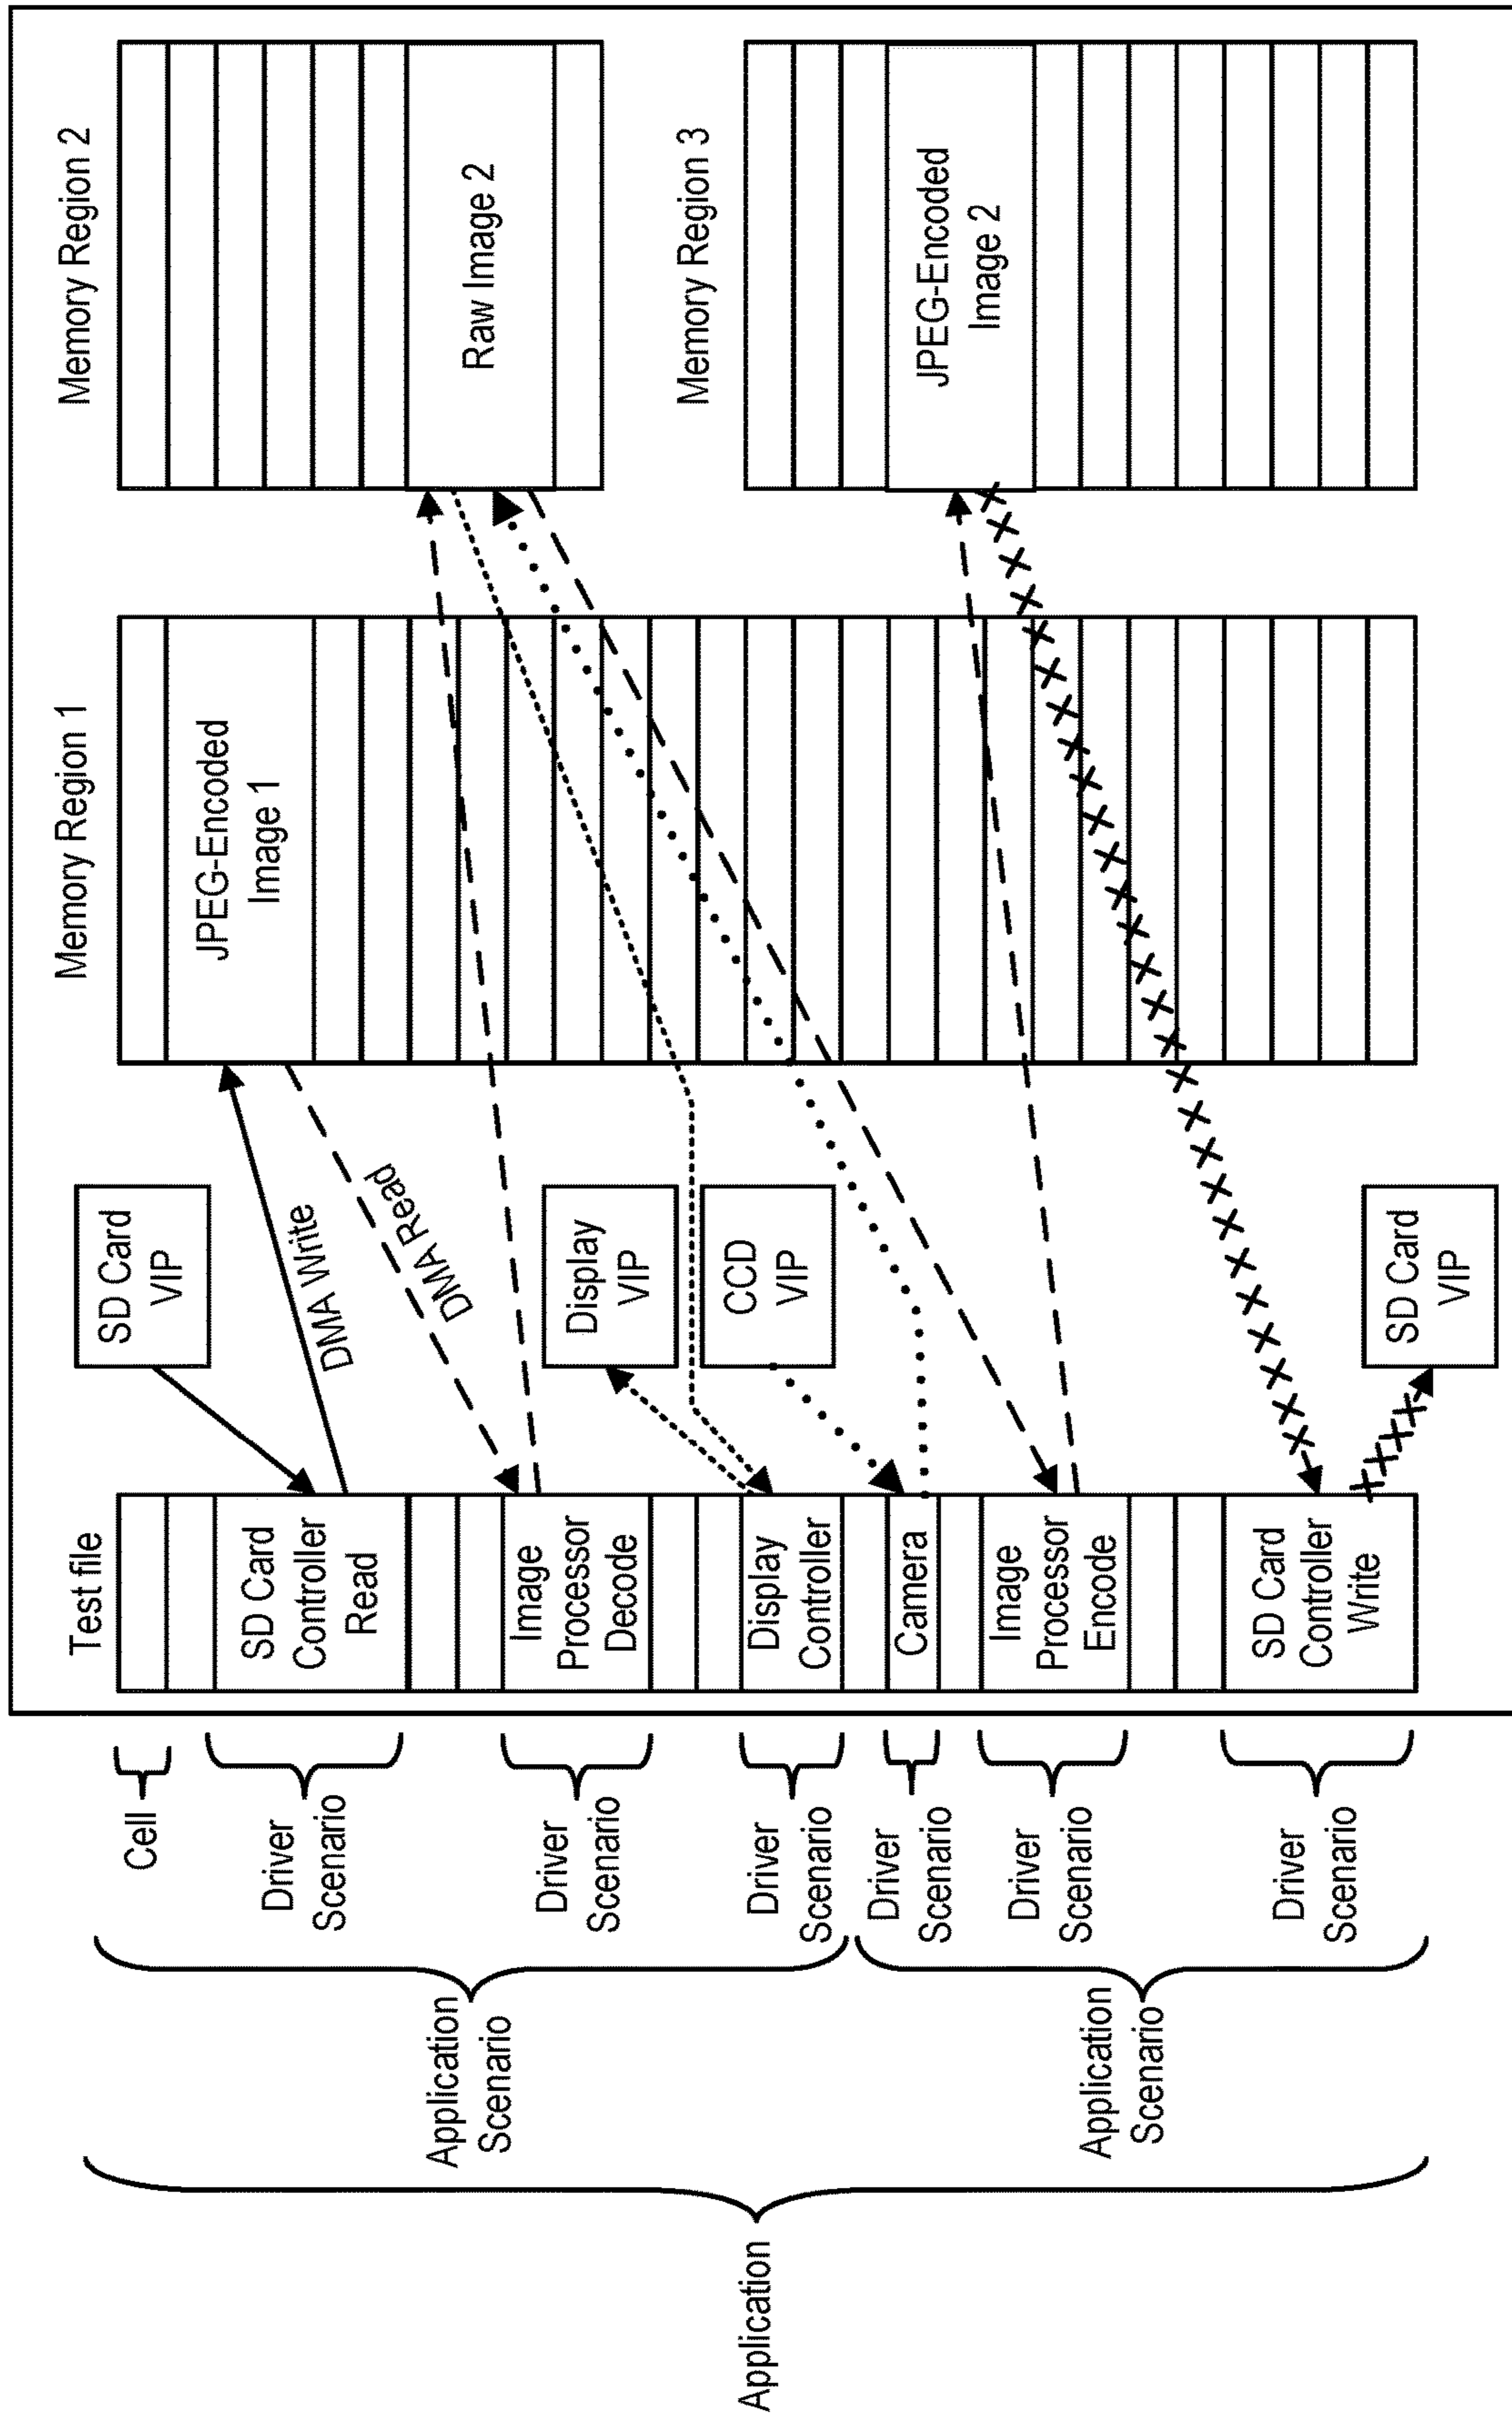 Application
Application
Scenario
Application
Scenario
Cell
Driver
Scenario
Driver
Scenario
Driver
Scenario
Driver
Scenario
Driver
Scenario
Driver
Scenario
Test file
SD Card
Controller
Read
Image
Processor
Decode
Display
Controller
Camera
Image
Processor
Encode
SD Card
Controller
Write
SD Card
VIP
DMA Write
DMA Read
Display
VIP
CCD
VIP
SD Card
VIP
Memory Region 1
JPEG-Encoded
Image 1
Memory Region 2
Raw Image 2
Memory Region 3
JPEG-Encoded
Image 2